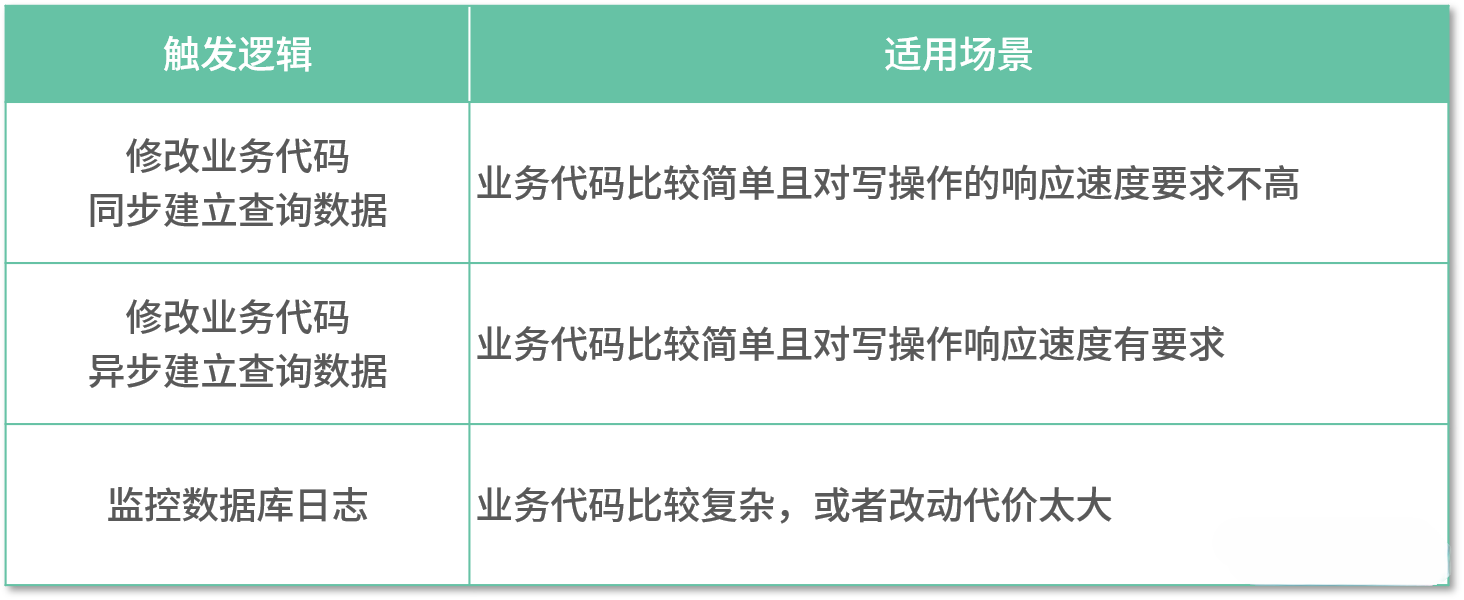 触发逻辑
适用场景
修改业务代码
同步建立查询数据
业务代码比较简单且对写操作的响应速度要求不高
修改业务代码
异步建立查询数据
业务代码比较简单且对写操作响应速度有要求
监控数据库日志
业务代码比较复杂，或者改动代价太大